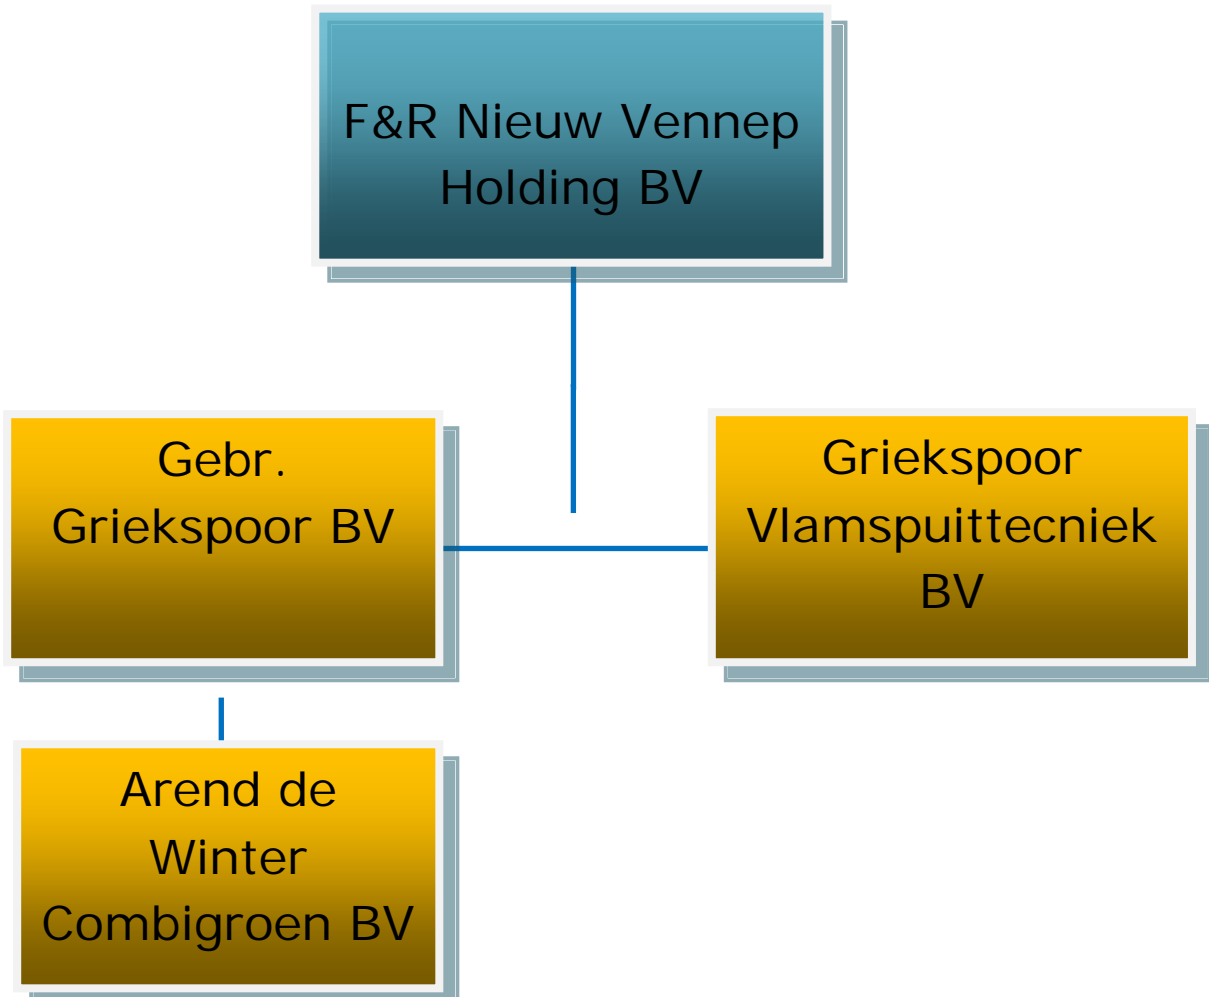 F&R Nieuw Vennep
Holding BV
Gebr.
Griekspoor BV
Griekspoor
Vlamspuittecniek
BV
Arend de
Winter
Combigroen BV